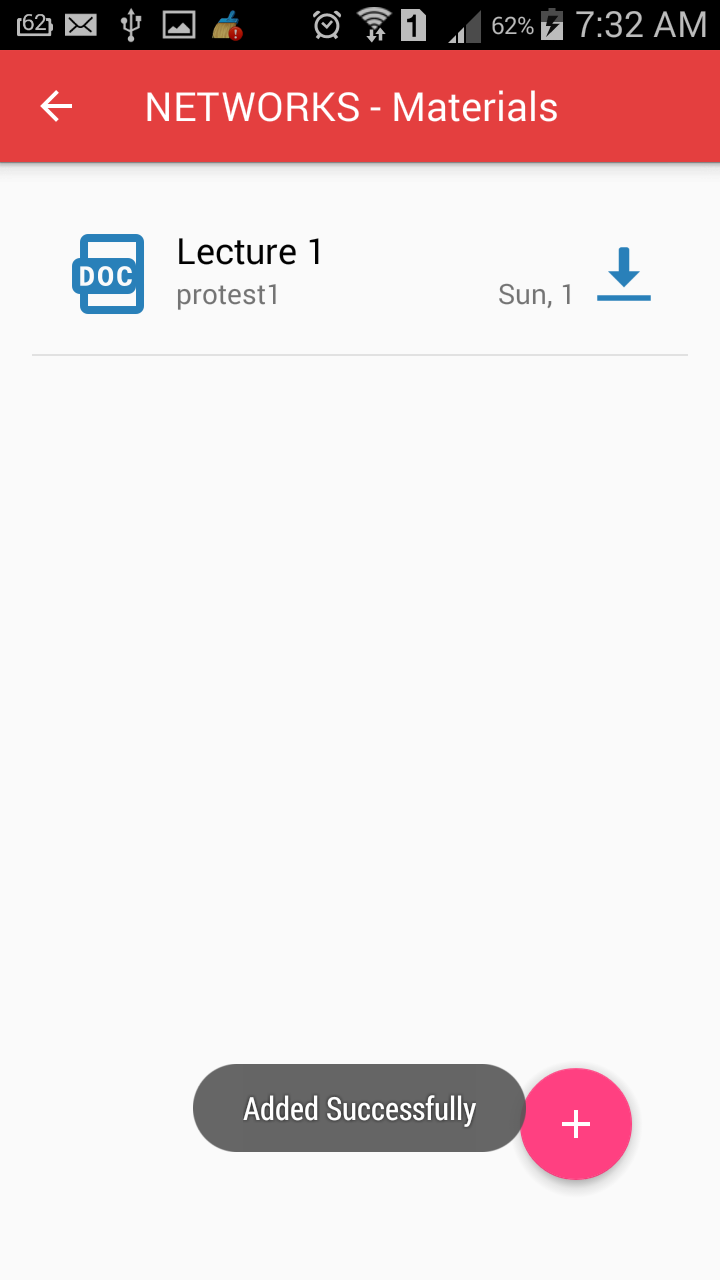 62
1
62%
7:32 AM
NETWORKS - Materials
DOC
Lecture 1
protest1
Sun, 1
Added Successfully
+